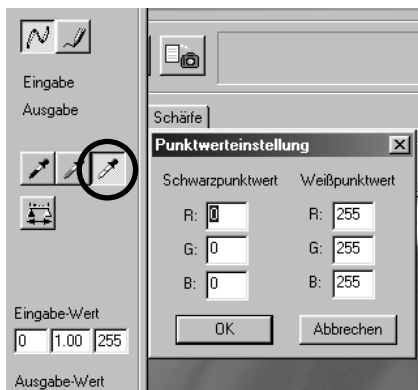 Eingabe
Ausgabe
Schärfe
Punktwerteinstellung
Schwarzpunktwert Weißpunktwert
R: 0 R: 255
G: 0 G: 255
B: 0 B: 255
OK Abbrechen
Eingabe-Wert
0 1.00 255
Ausgabe-Wert